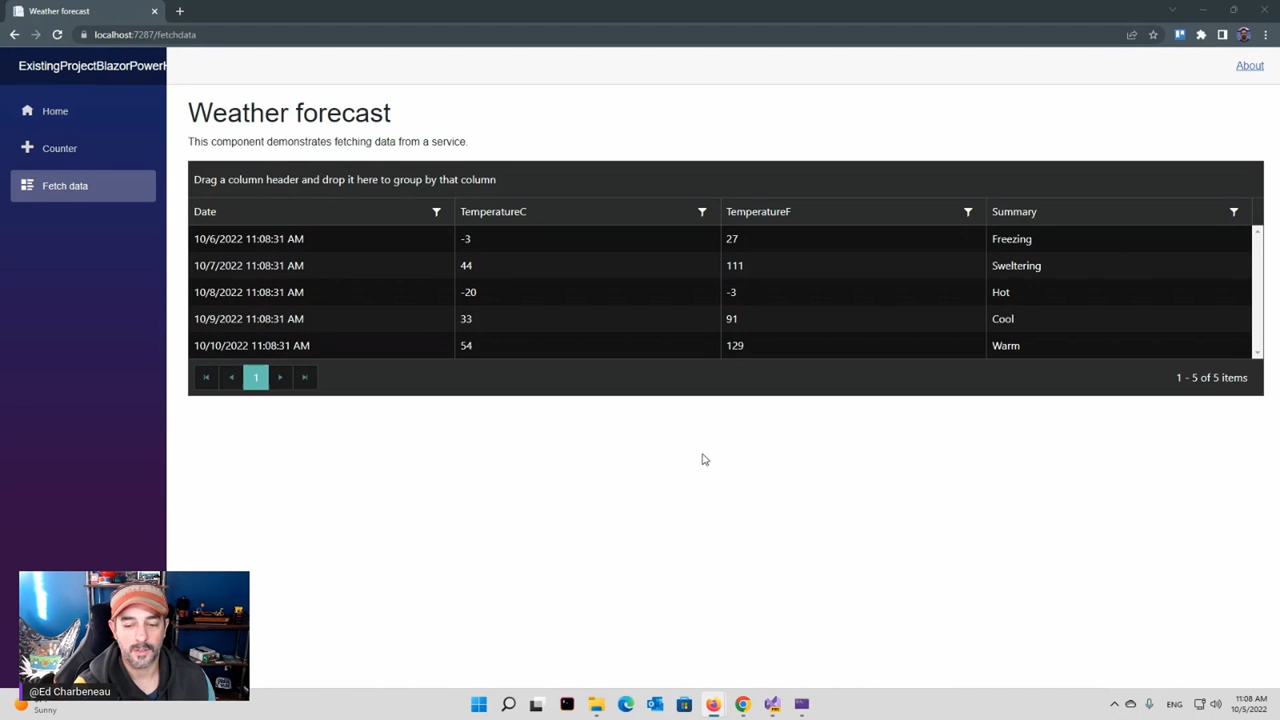 Weather forecast
localhost:7287/fetchdata
ExistingProjectBlazorPower
About
Home
Counter
Fetch data
Weather forecast
This component demonstrates fetching data from a service.
Drag a column header and drop it here to group by that column
Date TemperatureC TemperatureF Summary
10/6/2022 11:08:31 AM -3 27 Freezing
10/7/2022 11:08:31 AM 44 111 Sweltering
10/8/2022 11:08:31 AM -20 -3 Hot
10/9/2022 11:08:31 AM 33 91 Cool
10/10/2022 11:08:31 AM 54 129 Warm
1
1 - 5 of 5 items
@Ed Charbeneau
Sunny
ENG
11:08 AM
10/5/2022